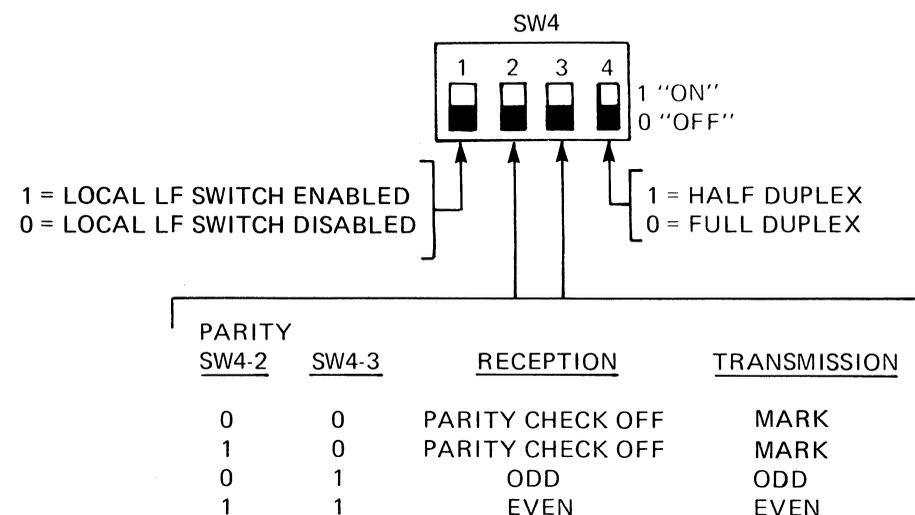 SW4
1 2 3 4
1 "ON"
0 "OFF"
1 = LOCAL LF SWITCH ENABLED
0 = LOCAL LF SWITCH DISABLED
1 = HALF DUPLEX
0 = FULL DUPLEX
PARITY
SW4-2 SW4-3 RECEPTION TRANSMISSION
0 0 PARITY CHECK OFF MARK
1 0 PARITY CHECK OFF MARK
0 1 ODD ODD
1 1 EVEN EVEN